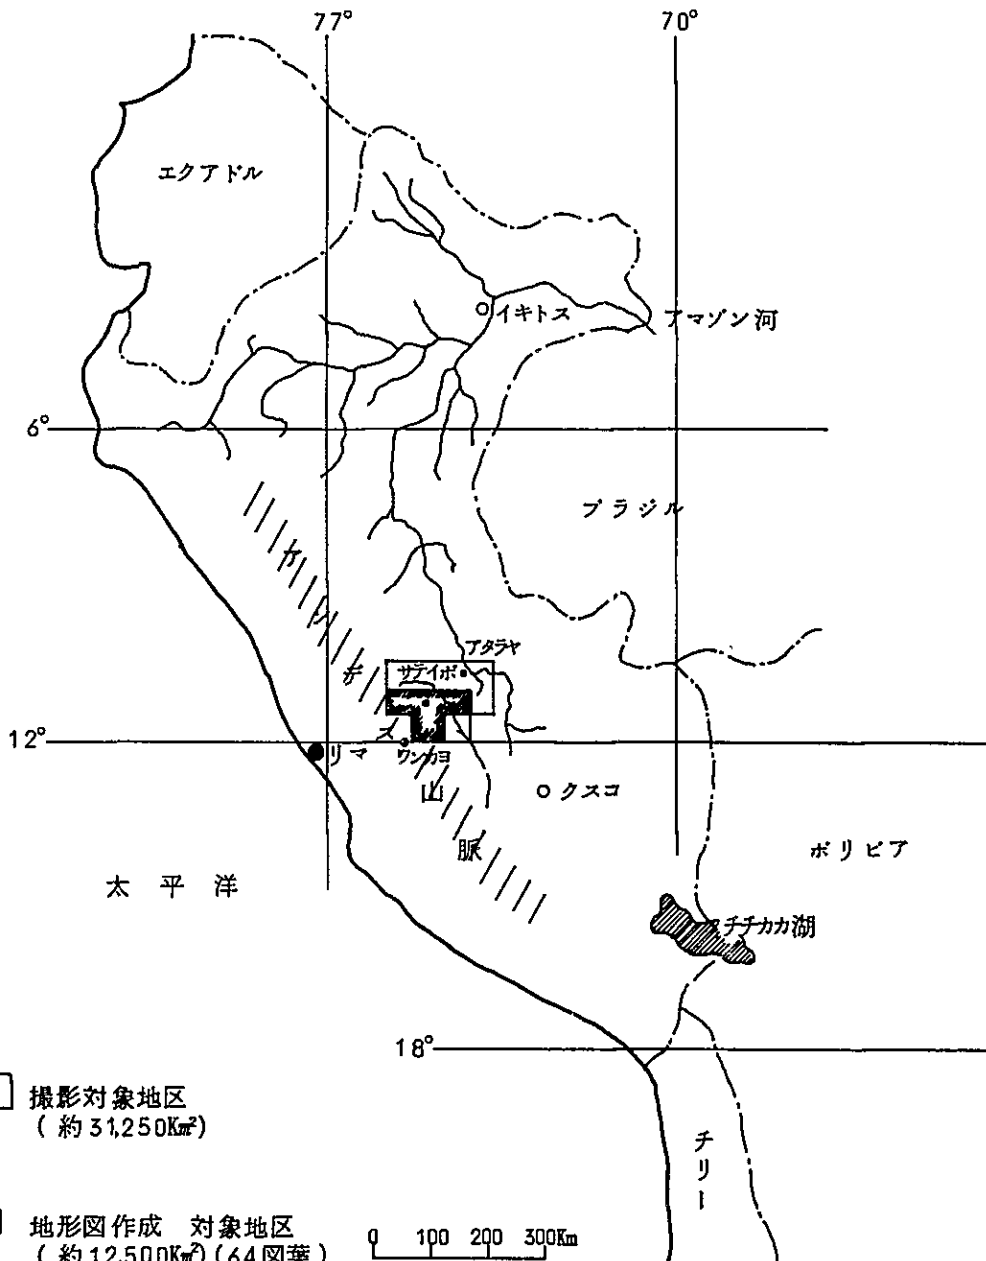 77°
70°
エクアドル
イキトス
アマゾン河
6°
ブラジル
アタラヤ
サテイポ
アンデス山脈
12°
リマ
ワンカヨ
クスコ
ボリビア
太平洋
チチカカ湖
18°
撮影対象地区
(約31,250Km²)
チリー
地形図作成 対象地区
(約12,500Km²)(64図葉)
0 100 200 300Km